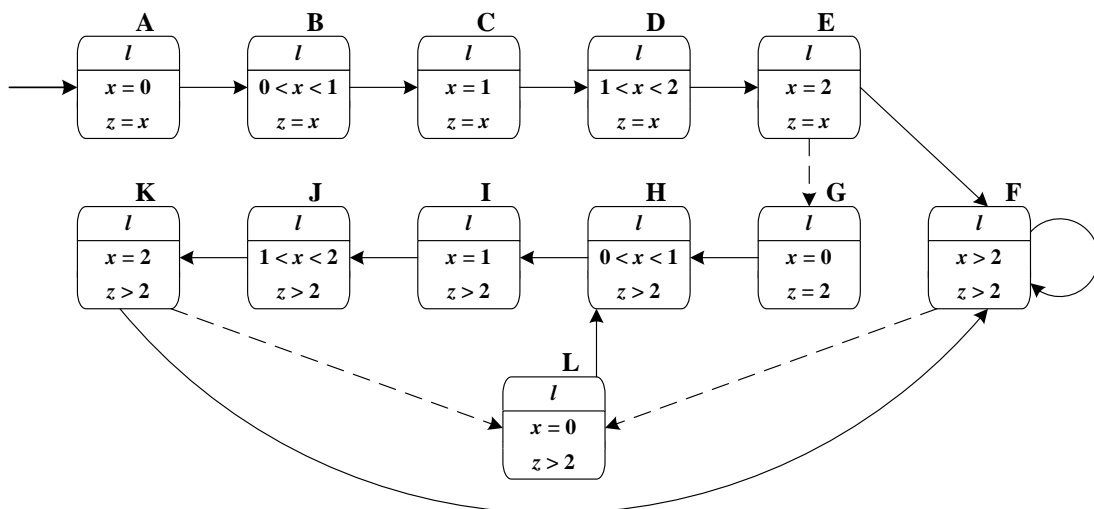 A B C D E
l l l l l
x = 0 0 < x < 1 x = 1 1 < x < 2 x = 2
z = x z = x z = x z = x z = x
K J I H G F
l l l l l l
x = 2 1 < x < 2 x = 1 0 < x < 1 x = 0 x > 2
z > 2 z > 2 z > 2 z > 2 z = 2 z > 2
L
l
x = 0
z > 2